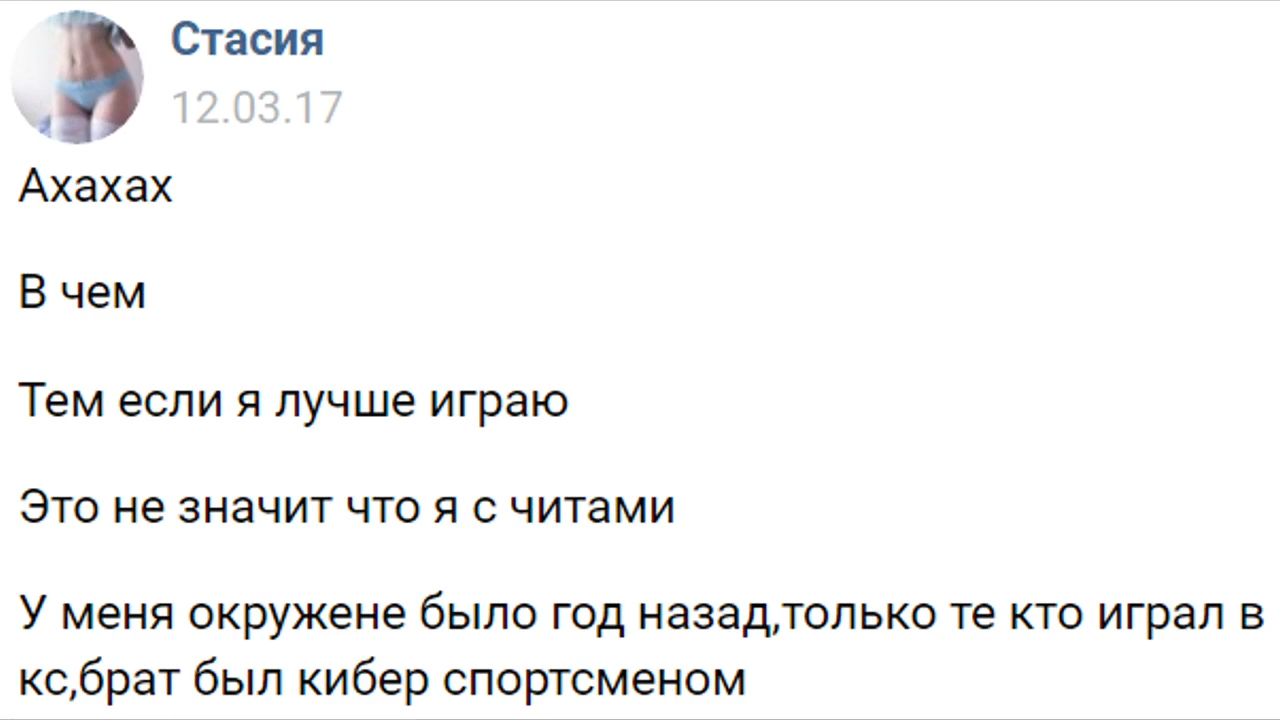 Стасия
12.03.17
Ахахах
В чем
Тем если я лучше играю
Это не значит что я с читами
У меня окружене было год назад,только те кто играл в
кс,брат был кибер спортсменом